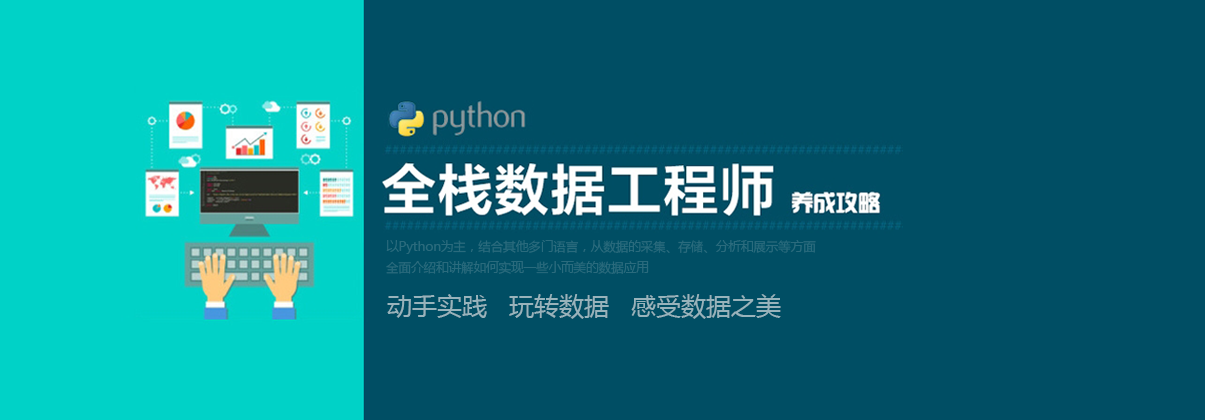 python
全栈数据工程师 养成攻略
以Python为主，结合其他多门语言，从数据的采集、存储、分析和展示等方面
全面介绍和讲解如何实现一些小而美的数据应用
动手实践 玩转数据 感受数据之美